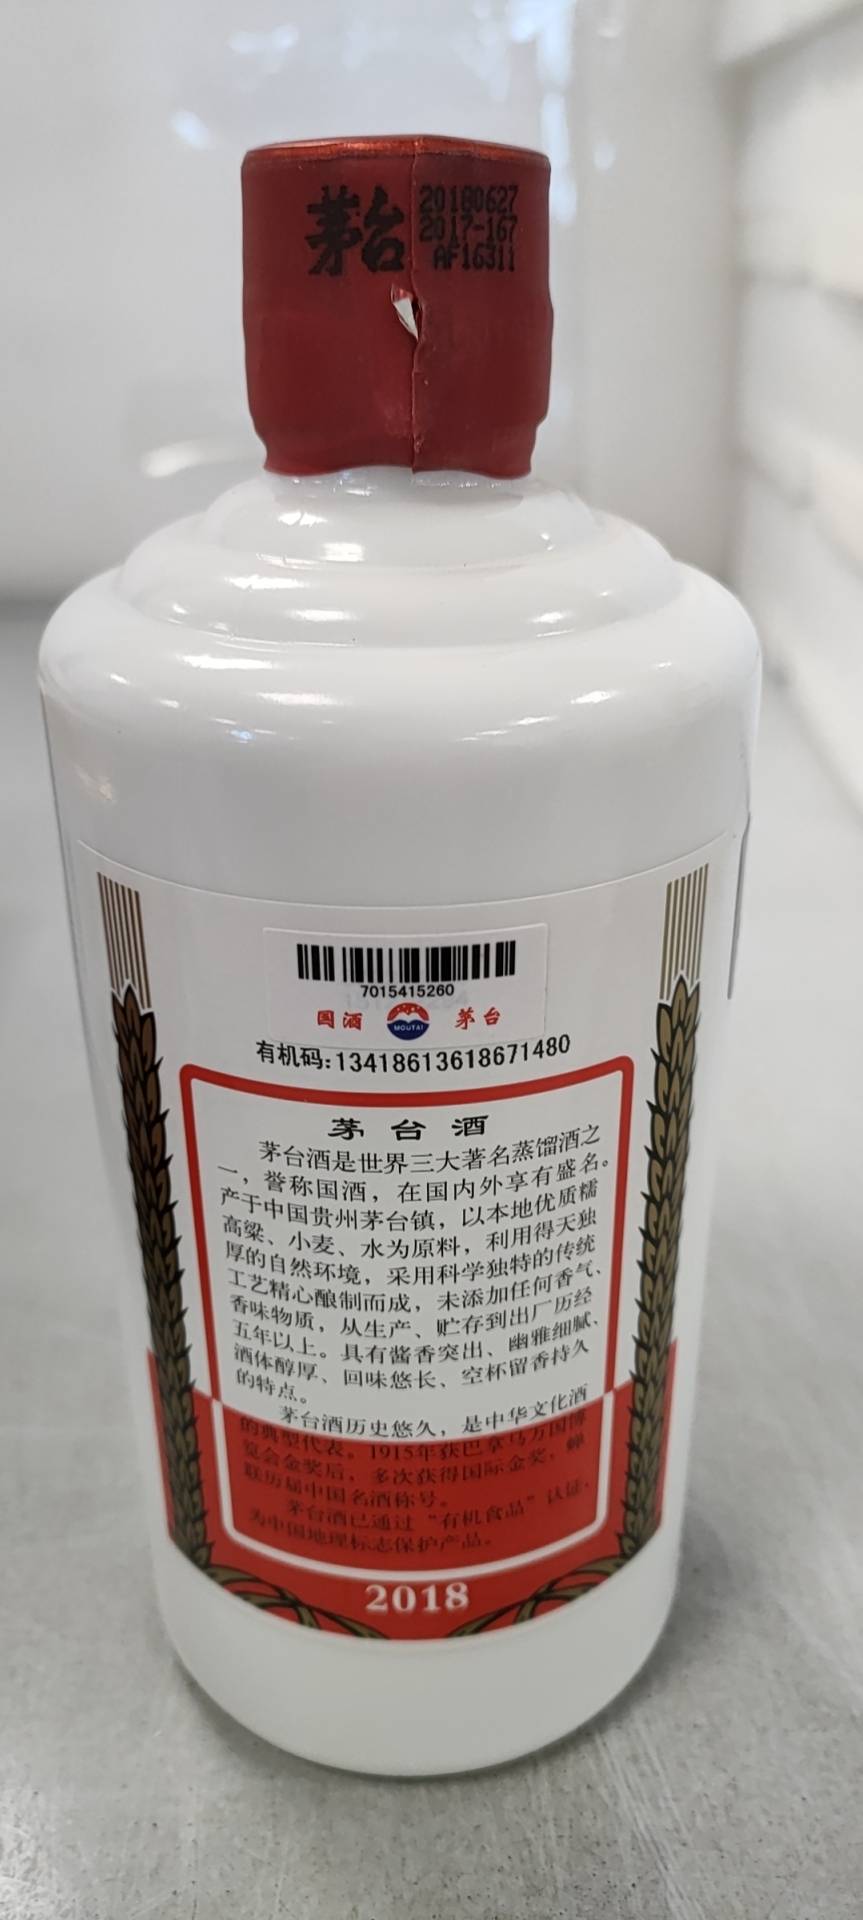 茅台
20180627
2017-167
AF16311
7015415260
国酒 MOUTAI 茅台
有机码:13418613618671480
茅台酒
茅台酒是世界三大著名蒸馏酒之
一，誉称国酒，在国内外享有盛名。
产于中国贵州茅台镇，以本地优质糯
高粱、小麦、水为原料，利用得天独
厚的自然环境，采用科学独特的传统
工艺精心酿制而成，未添加任何香气、
香味物质，从生产、贮存到出厂历经
五年以上。具有酱香突出、幽雅细腻、
酒体醇厚、回味悠长、空杯留香持久
的特点。
茅台酒历史悠久，是中华文化酒
的典型代表。1915年获巴拿马万国博
览会金奖后，多次获得国际金奖，蝉
联历届中国名酒称号。
茅台酒已通过“有机食品”认证，
为中国地理标志保护产品。
2018